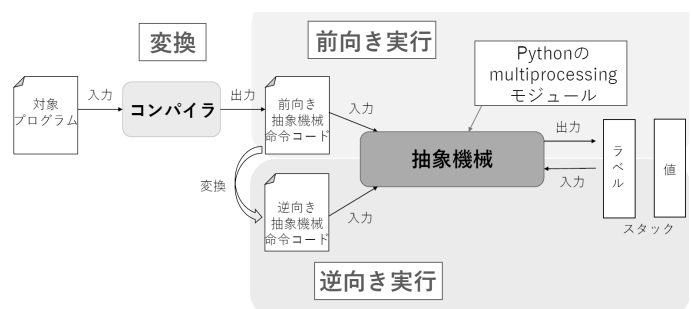 変換
前向き実行
Pythonの
multiprocessing
モジュール
対象
プログラム
入力
コンパイラ
出力
前向き
抽象機械
命令コード
入力
抽象機械
出力
入力
ラベル
値
スタック
変換
逆向き
抽象機械
命令コード
入力
逆向き実行